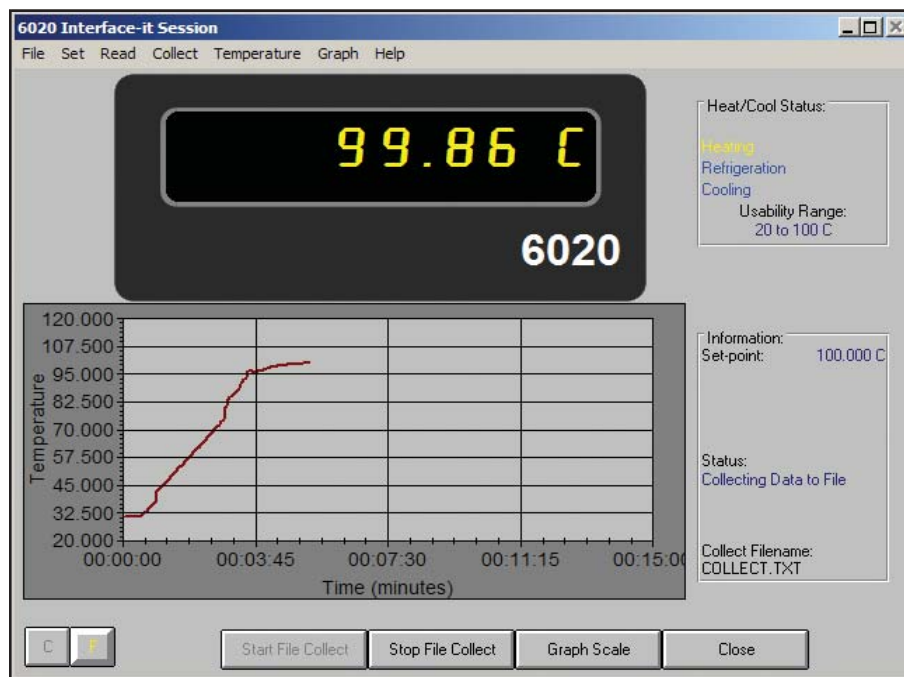 6020 Interface-it Session
File Set Read Collect Temperature Graph Help
99.86 C
6020
Heat/Cool Status:
Heating
Refrigeration
Cooling
Usability Range:
20 to 100 C
120.000
107.500
95.000
82.500
70.000
57.500
45.000
32.500
20.000
Temperature
00:00:00 00:03:45 00:07:30 00:11:15 00:15:00
Time (minutes)
Information:
Set-point: 100.000 C
Status:
Collecting Data to File
Collect Filename:
COLLECT.TXT
C F Start File Collect Stop File Collect Graph Scale Close